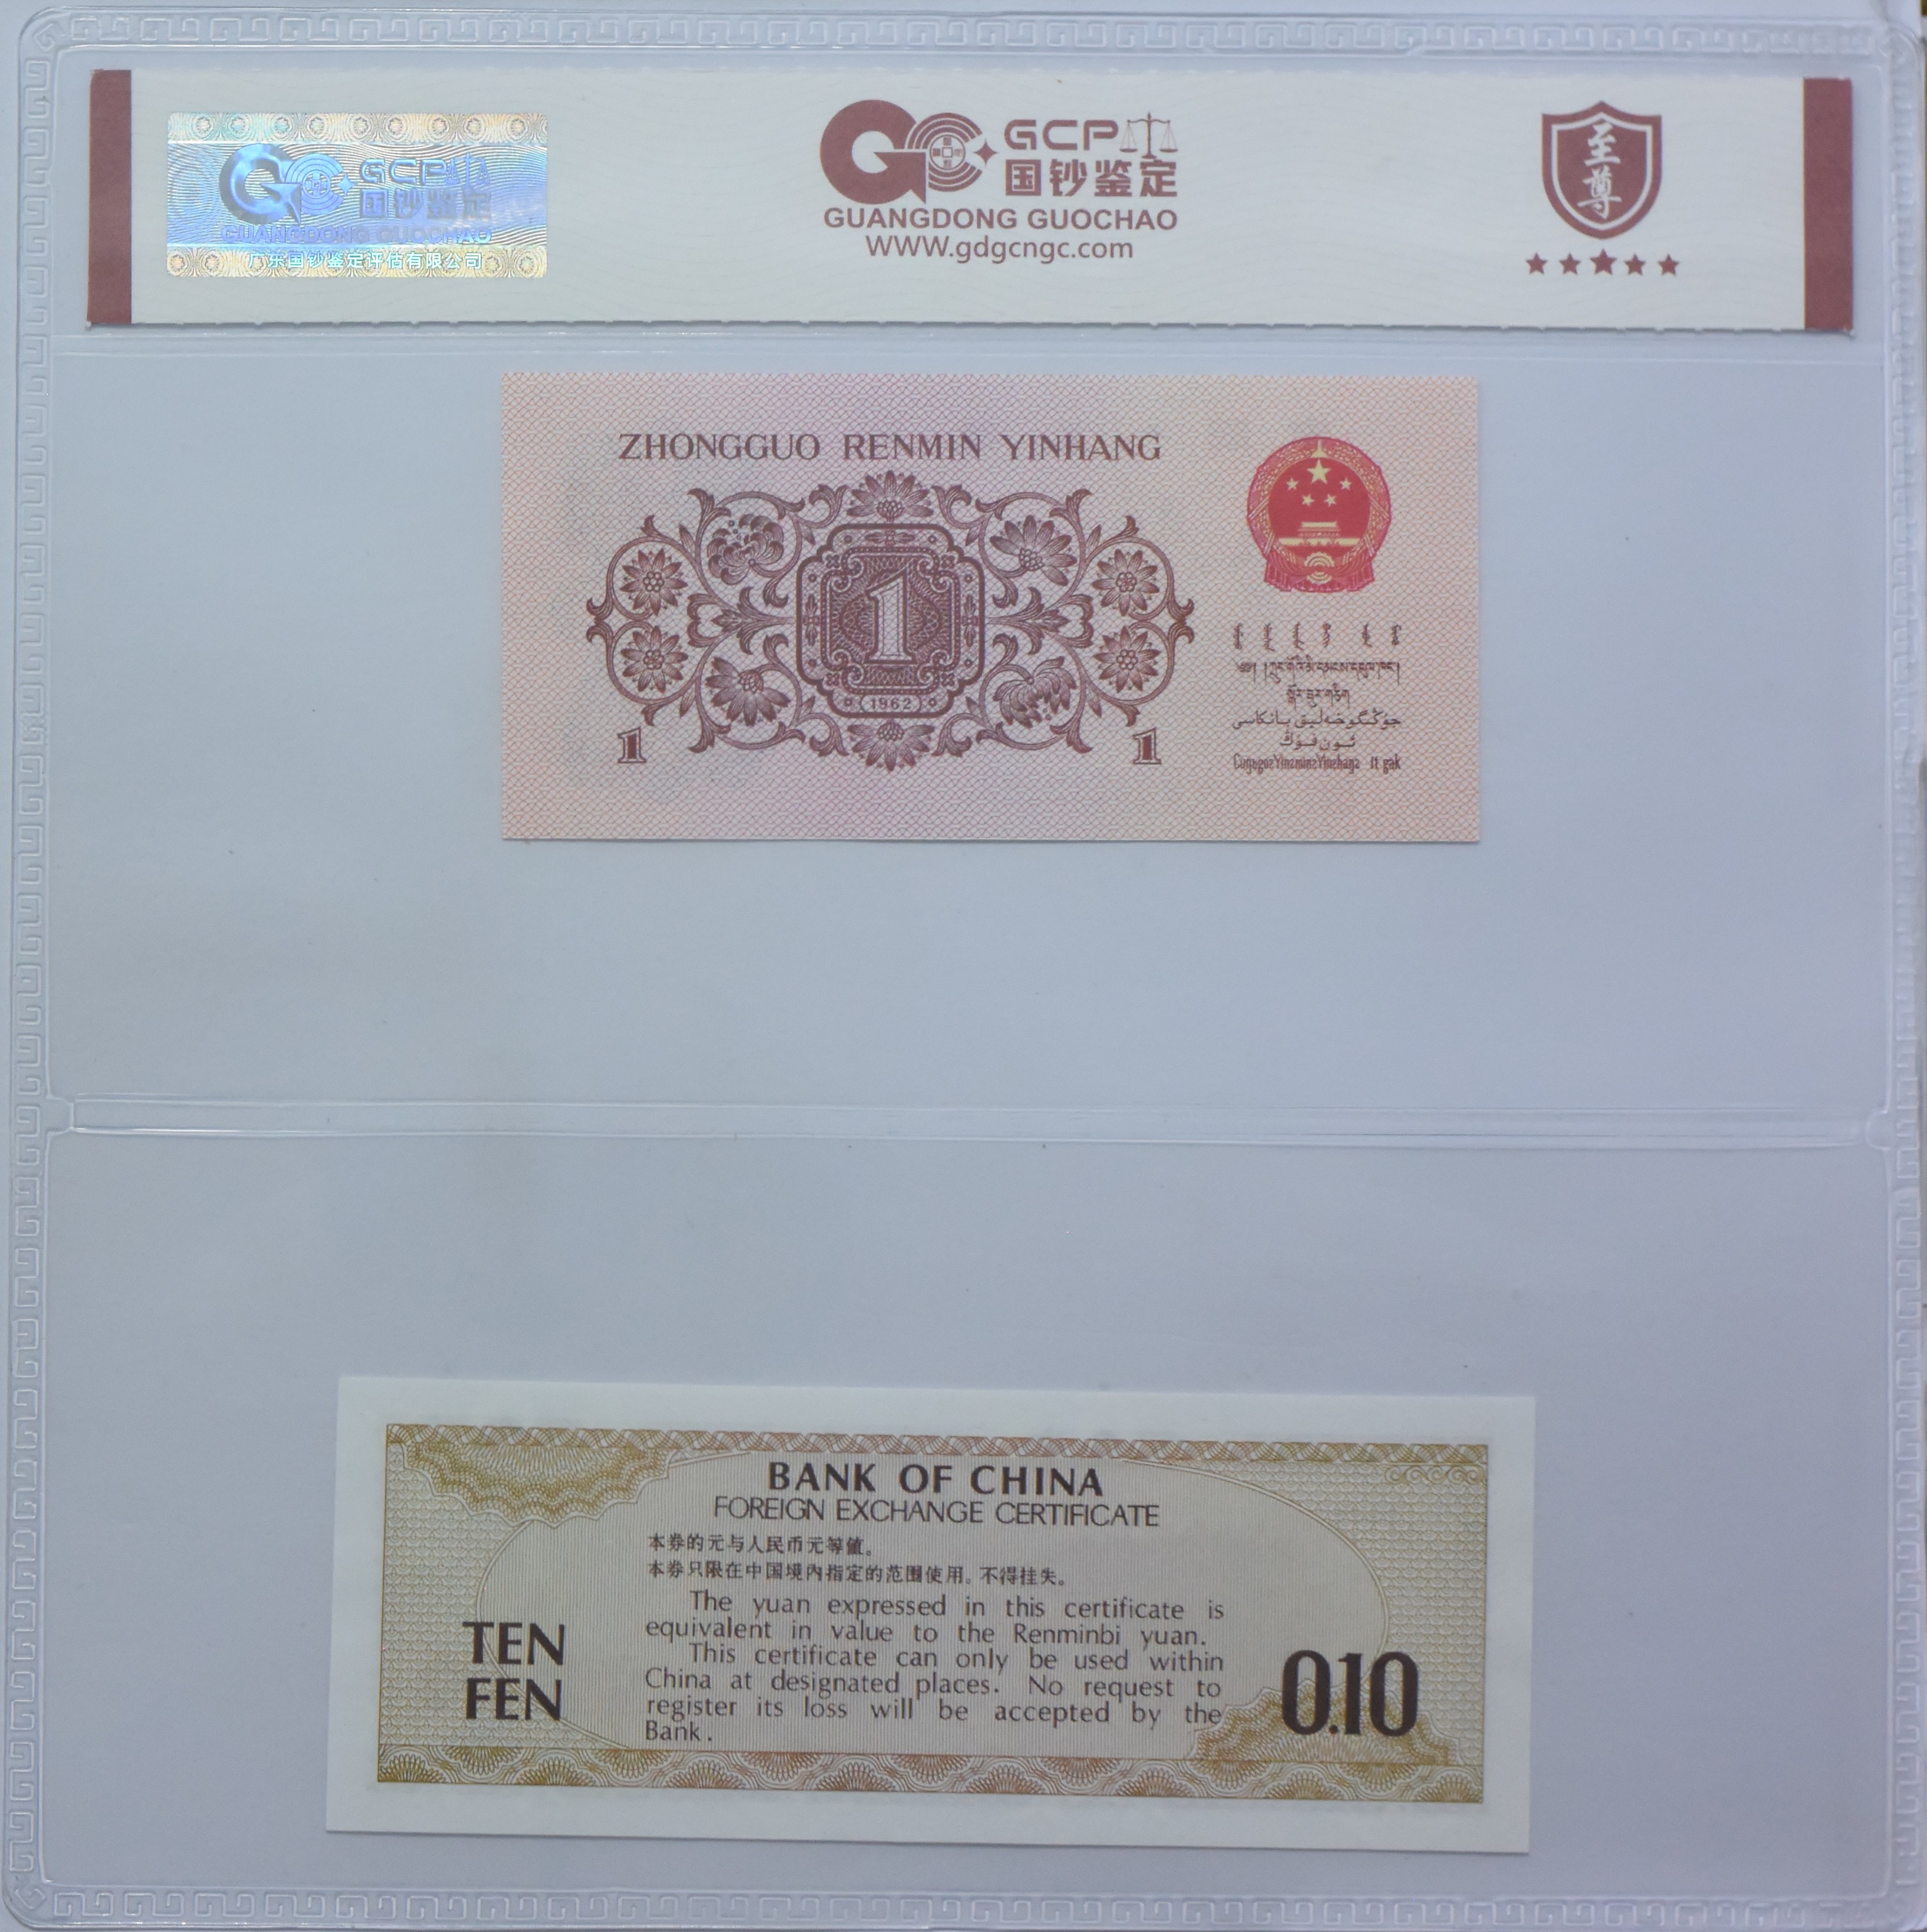 GCP
国钞鉴定
GUANGDONG GUOCHAO
广东国钞鉴定评估有限公司
GCP
国钞鉴定
GUANGDONG GUOCHAO
WWW.gdgcngc.com
至
尊
ZHONGGUO RENMIN YINHANG
1
(1962)
1
1
جۇڭگو خەلىق بانكاسى
ئون فۇڭ
BANK OF CHINA
FOREIGN EXCHANGE CERTIFICATE
本券的元与人民币元等值。
本券只限在中国境内指定的范围使用。不得挂失。
The yuan expressed in this certificate is
equivalent in value to the Renminbi yuan.
This certificate can only be used within
China at designated places. No request to
register its loss will be accepted by the
Bank.
TEN
FEN
0.10